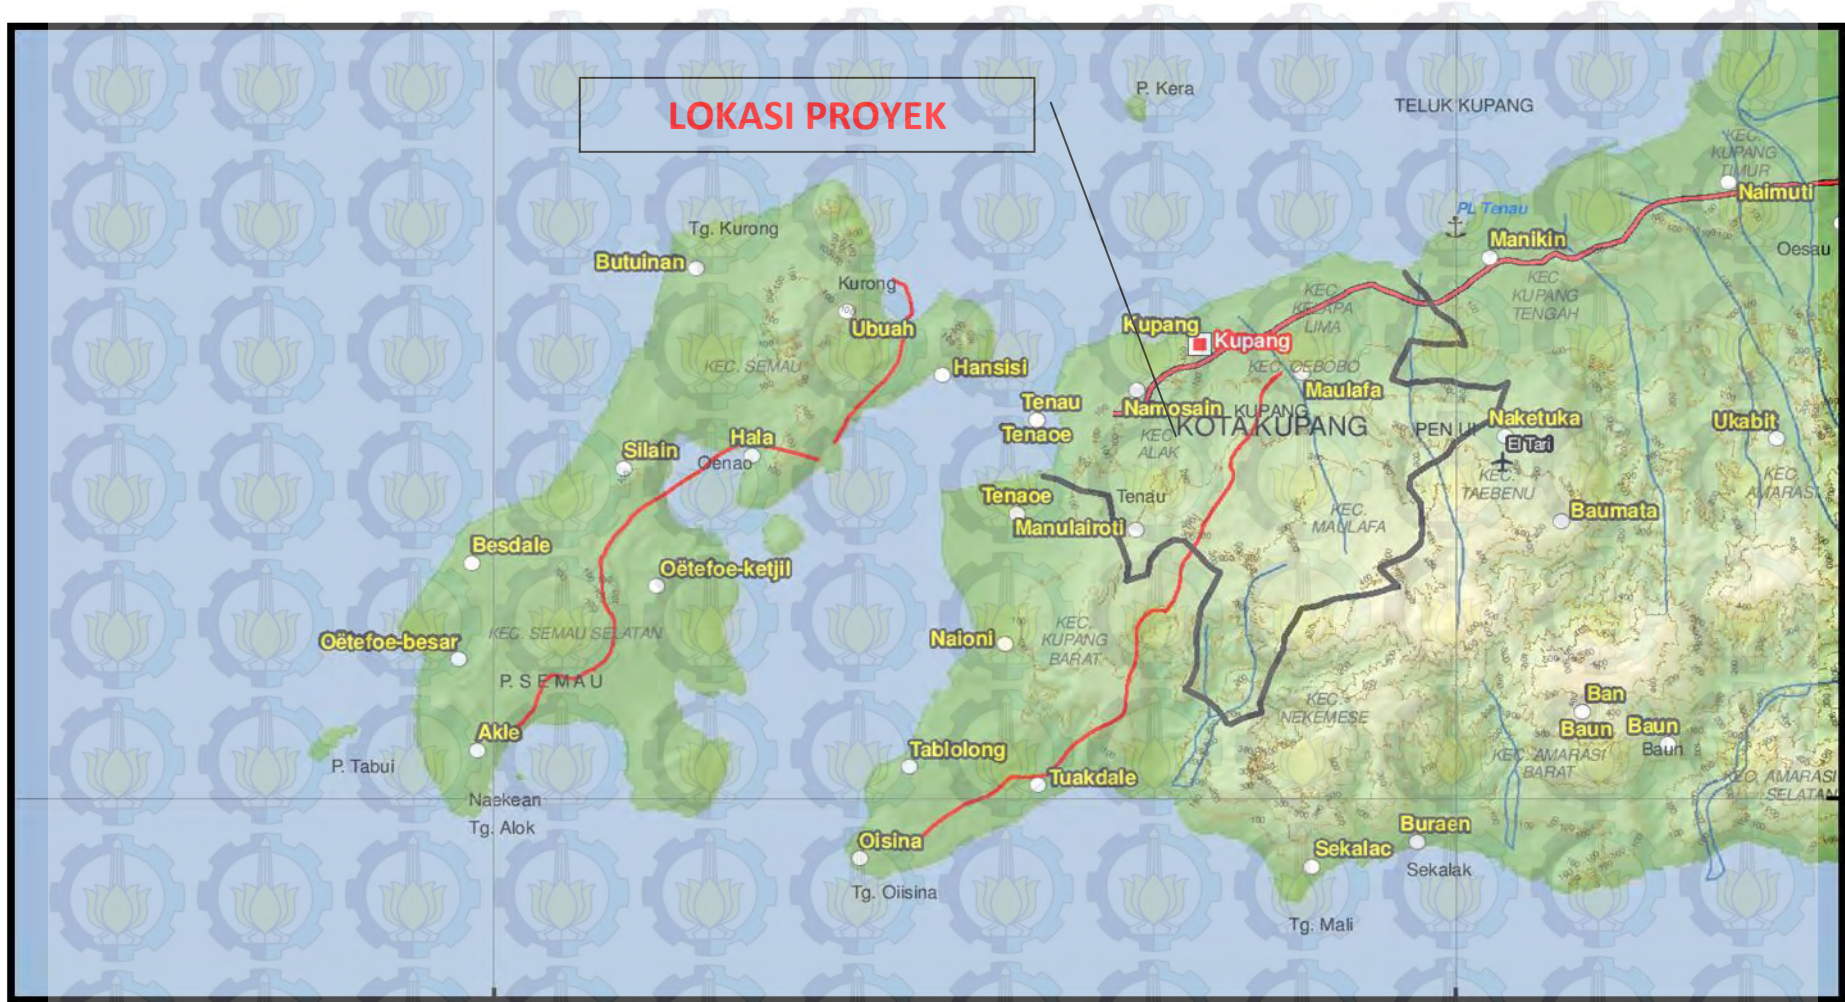 LOKASI PROYEK
P. Kera
TELUK KUPANG
KEC.
KUPANG
TIMUR
Naimuti
PL Tenau
Manikin
Oesau
Tg. Kurong
Butuinan
Kurong
Ubuah
KEC. SEMAU
Hansisi
KEC.
KELAPA
LIMA
KEC
KUPANG
TENGAH
Kupang
Kupang
KEC. OEBOBO
Maulafa
Tenau
Tenaoe
Namosain
KUPANG
KOTA KUPANG
KEC.
ALAK
PENUI
Naketuka
El Tari
Ukabit
Silain
Hala
Oenao
KEC.
TAEBENU
KEC.
AMARASI
Tenaoe
Tenau
Manulairoti
KEC.
MAULAFA
Baumata
Besdale
Oëtefoe-ketjil
Oëtefoe-besar
KEC. SEMAU SELATAN
P. SEMAU
Naioni
KEC.
KUPANG
BARAT
Akle
P. Tabui
KEC.
NEKEMESE
Ban
Baun
Baun
Baun
KEC. AMARASI
BARAT
KEC. AMARASI
SELATAN
Tablolong
Tuakdale
Naekean
Tg. Alok
Oisina
Tg. Oiisina
Buraen
Sekalac
Sekalak
Tg. Mali